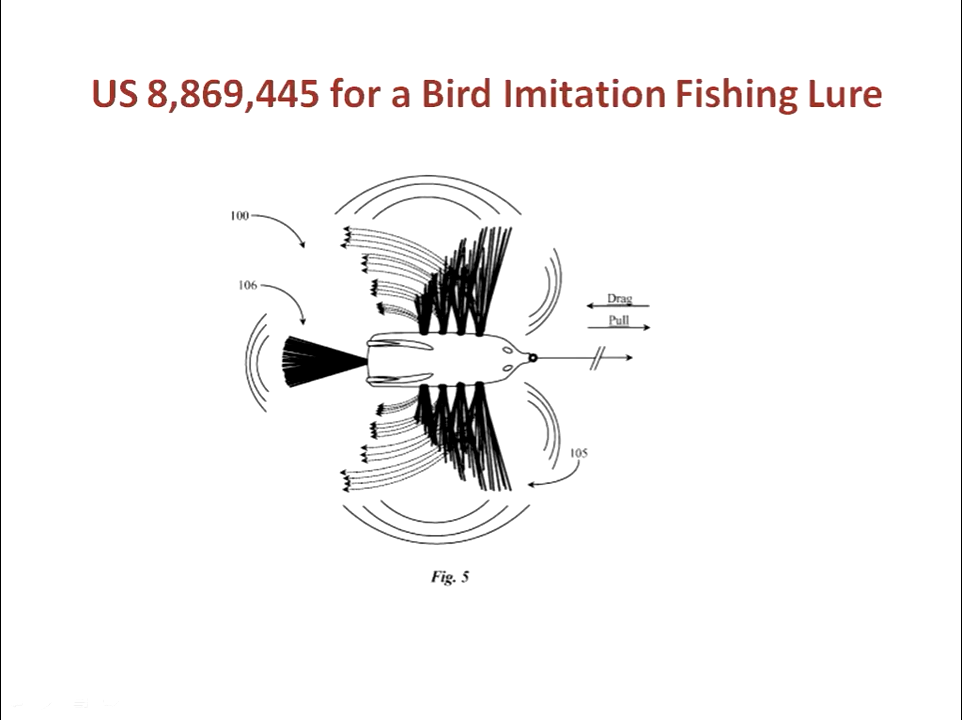 US 8,869,445 for a Bird Imitation Fishing Lure
100
106
Drag
Pull
105
Fig. 5